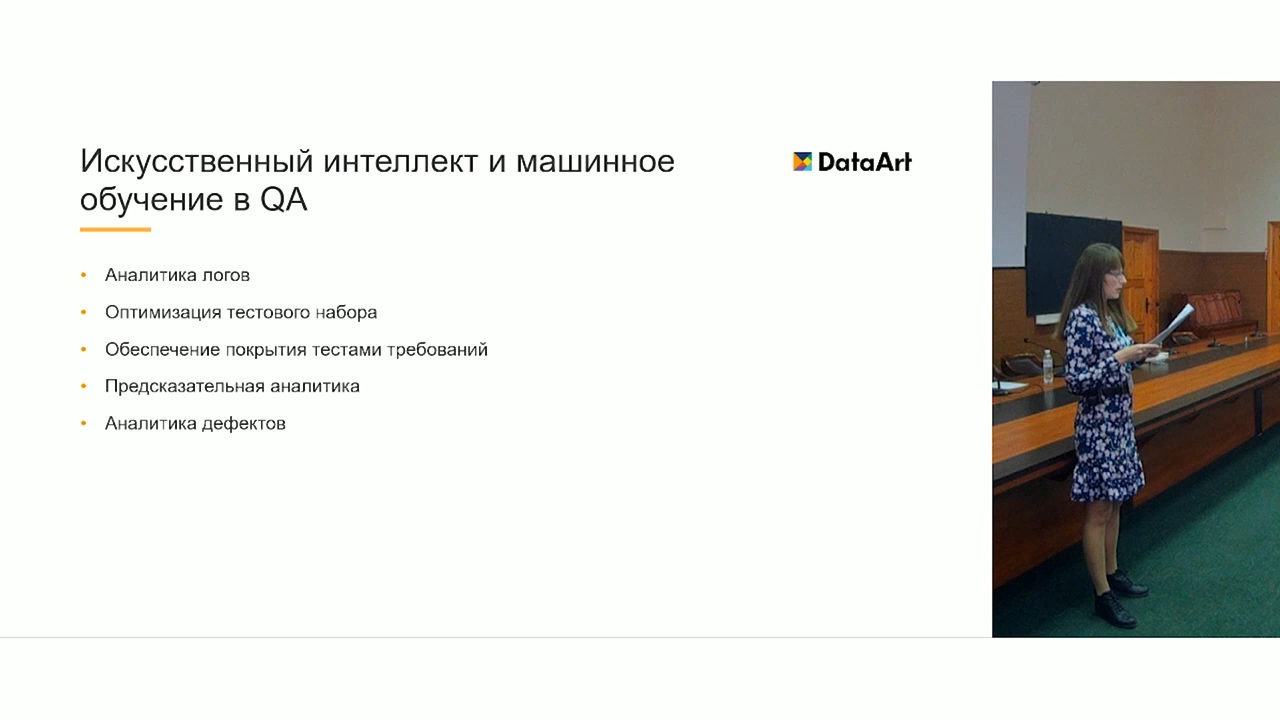 Искусственный интеллект и машинное
обучение в QA
DataArt
Аналитика логов
Оптимизация тестового набора
Обеспечение покрытия тестами требований
Предсказательная аналитика
Аналитика дефектов